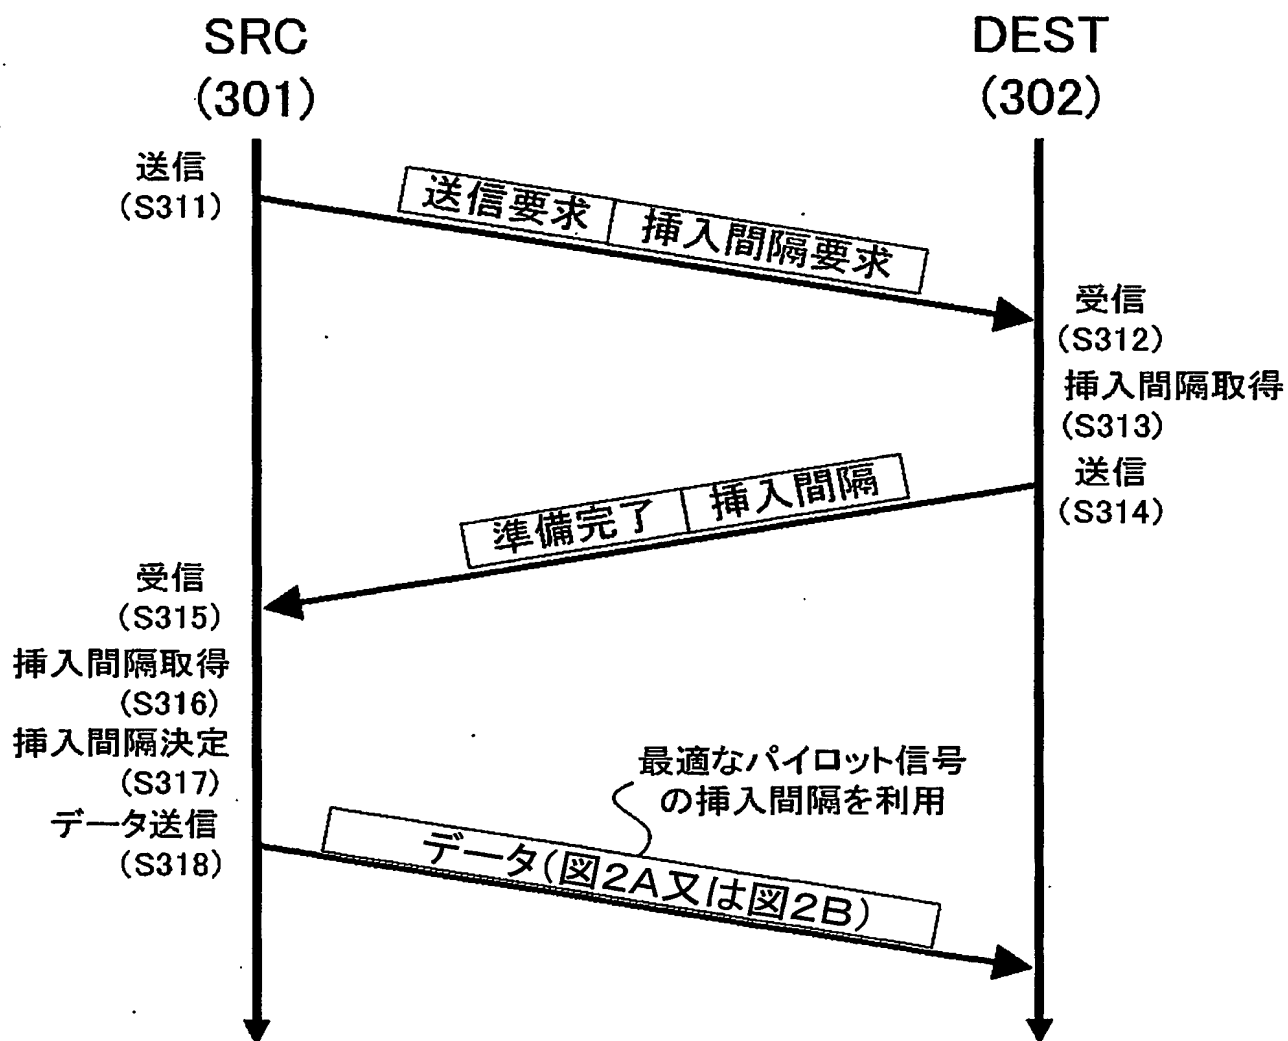 SRC
(301)
DEST
(302)
送信
(S311)
送信要求 挿入間隔要求
受信
(S312)
挿入間隔取得
(S313)
送信
(S314)
準備完了 挿入間隔
受信
(S315)
挿入間隔取得
(S316)
挿入間隔決定
(S317)
最適なパイロット信号
の挿入間隔を利用
データ送信
(S318)
データ(図2A又は図2B)